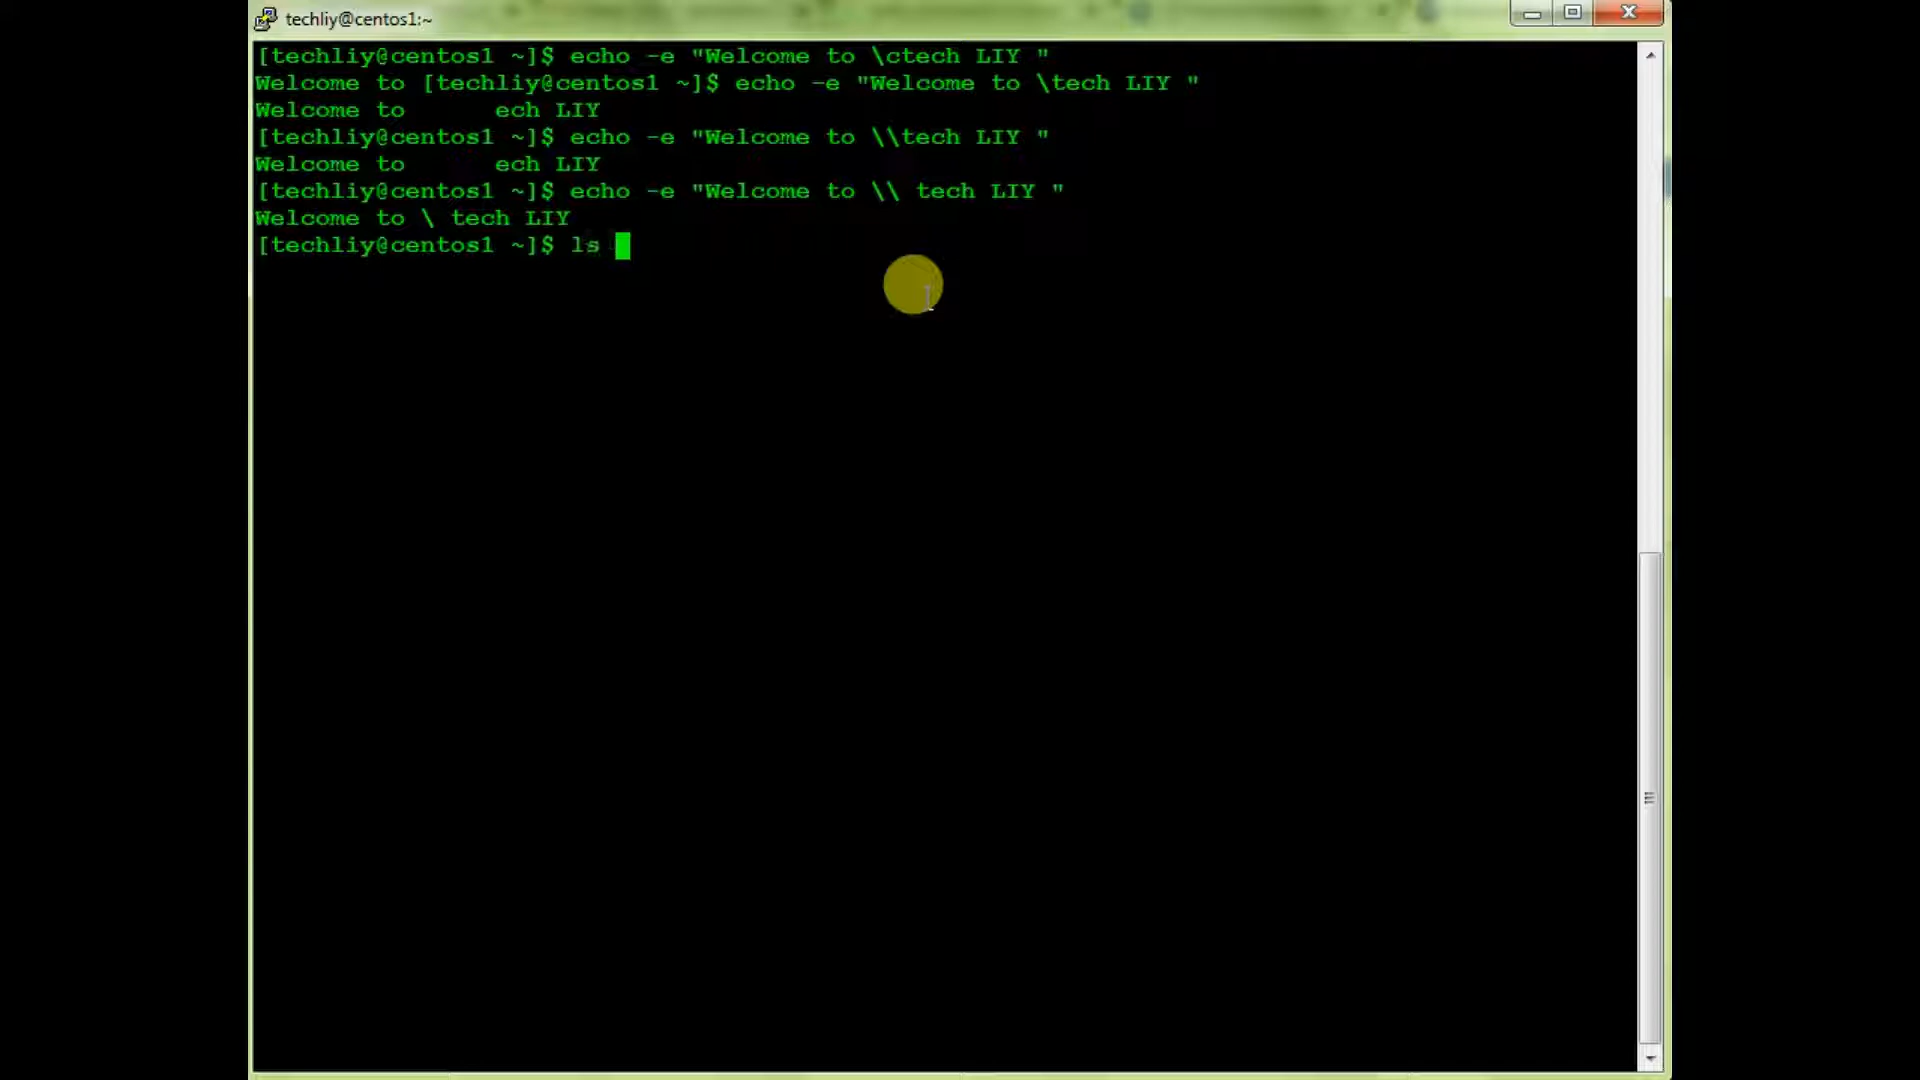 techliy@centos1:~
[techliy@centos1 ~]$ echo -e "Welcome to \ctech LIY "
Welcome to [techliy@centos1 ~]$ echo -e "Welcome to \tech LIY "
Welcome to      ech LIY
[techliy@centos1 ~]$ echo -e "Welcome to \\tech LIY "
Welcome to      ech LIY
[techliy@centos1 ~]$ echo -e "Welcome to \\ tech LIY "
Welcome to \ tech LIY
[techliy@centos1 ~]$ ls